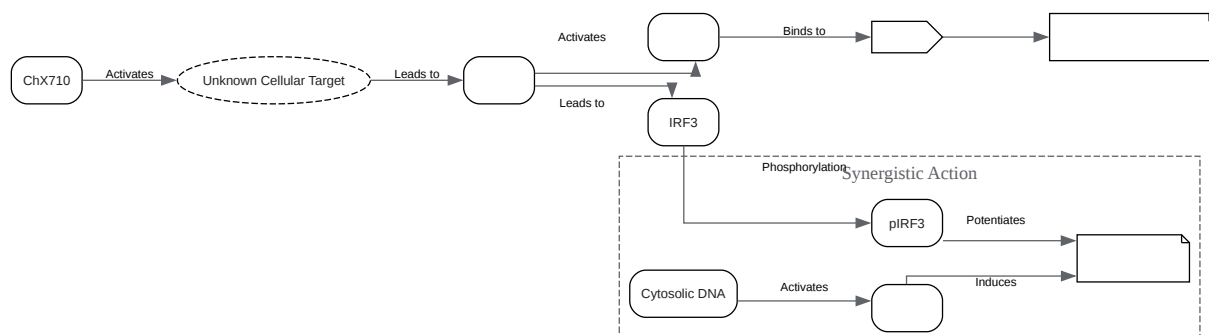 Activates
Binds to
ChX710
Activates
Unknown Cellular Target
Leads to
Leads to
IRF3
Phosphorylation
Synergistic Action
pIRF3
Potentiates
Cytosolic DNA
Activates
Induces